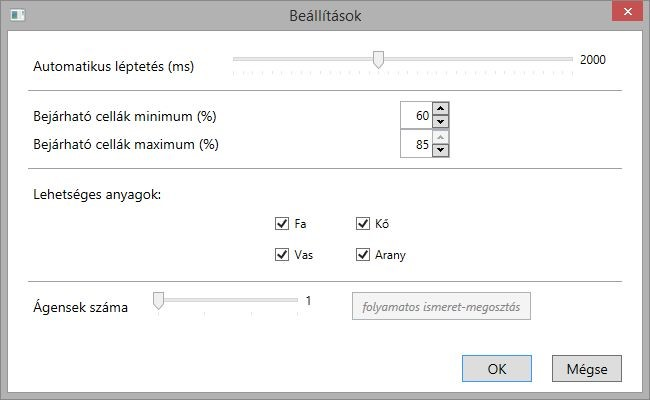 Beállítások
Automatikus léptetés (ms) 2000
Bejárható cellák minimum (%) 60
Bejárható cellák maximum (%) 85
Lehetséges anyagok:
Fa Kő
Vas Arany
Ágensek száma 1 folyamatos ismeret-megosztás
OK Mégse